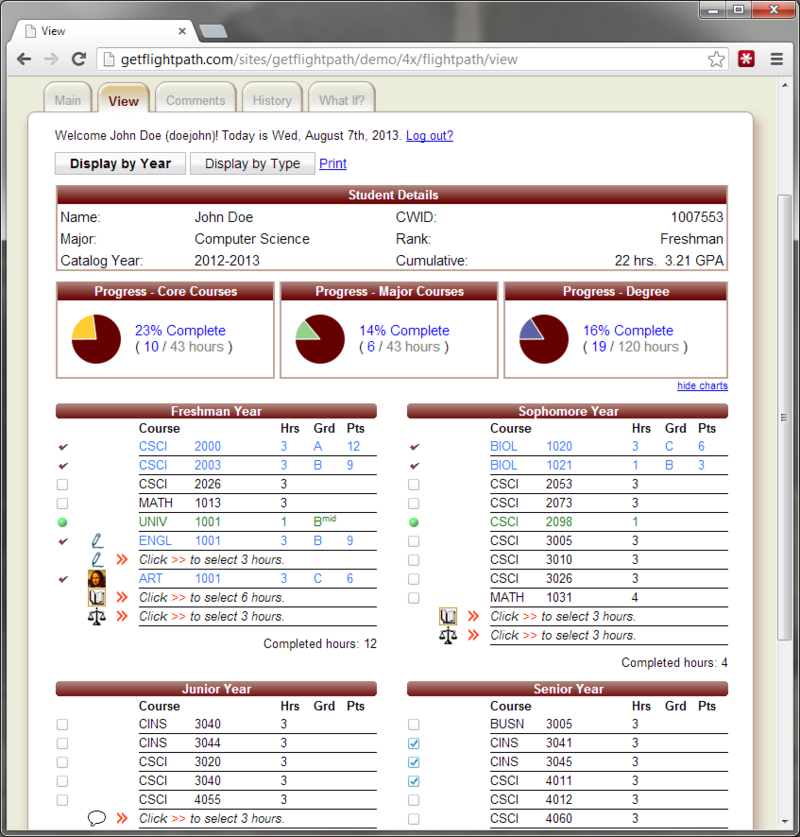 View
getflightpath.com/sites/getflightpath/demo/4x/flightpath/view
Main View Comments History What If?
Welcome John Doe (doejohn)! Today is Wed, August 7th, 2013. Log out?
Display by Year Display by Type Print
Student Details
Name: John Doe CWID: 1007553
Major: Computer Science Rank: Freshman
Catalog Year: 2012-2013 Cumulative: 22 hrs. 3.21 GPA
Progress - Core Courses
23% Complete
( 10 / 43 hours )
Progress - Major Courses
14% Complete
( 6 / 43 hours )
Progress - Degree
16% Complete
( 19 / 120 hours )
hide charts
Freshman Year
Course Hrs Grd Pts
CSCI 2000 3 A 12
CSCI 2003 3 B 9
CSCI 2026 3
MATH 1013 3
UNIV 1001 1 Bmid
ENGL 1001 3 B 9
Click >> to select 3 hours.
ART 1001 3 C 6
Click >> to select 6 hours.
Click >> to select 3 hours.
Completed hours: 12
Sophomore Year
Course Hrs Grd Pts
BIOL 1020 3 C 6
BIOL 1021 1 B 3
CSCI 2053 3
CSCI 2073 3
CSCI 2098 1
CSCI 3005 3
CSCI 3010 3
CSCI 3026 3
MATH 1031 4
Click >> to select 3 hours.
Click >> to select 3 hours.
Completed hours: 4
Junior Year
Course Hrs Grd Pts
CINS 3040 3
CINS 3044 3
CSCI 3020 3
CSCI 3040 3
CSCI 4055 3
Click >> to select 3 hours.
Senior Year
Course Hrs Grd Pts
BUSN 3005 3
CINS 3041 3
CINS 3045 3
CSCI 4011 3
CSCI 4012 3
CSCI 4060 3